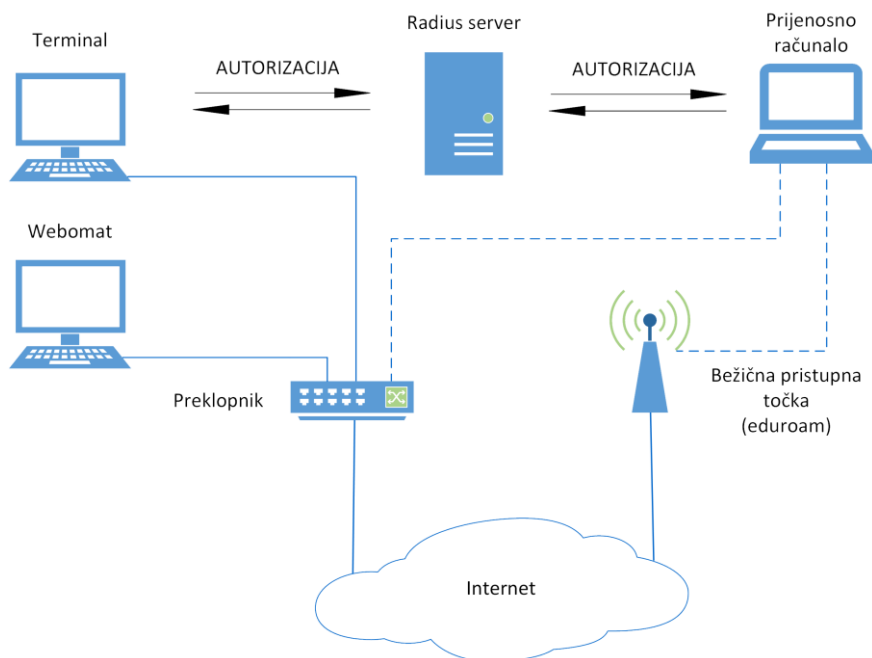 Terminal
Radius server
Prijenosno
računalo
AUTORIZACIJA
AUTORIZACIJA
Webomat
Preklopnik
Bežična pristupna
točka
(eduroam)
Internet